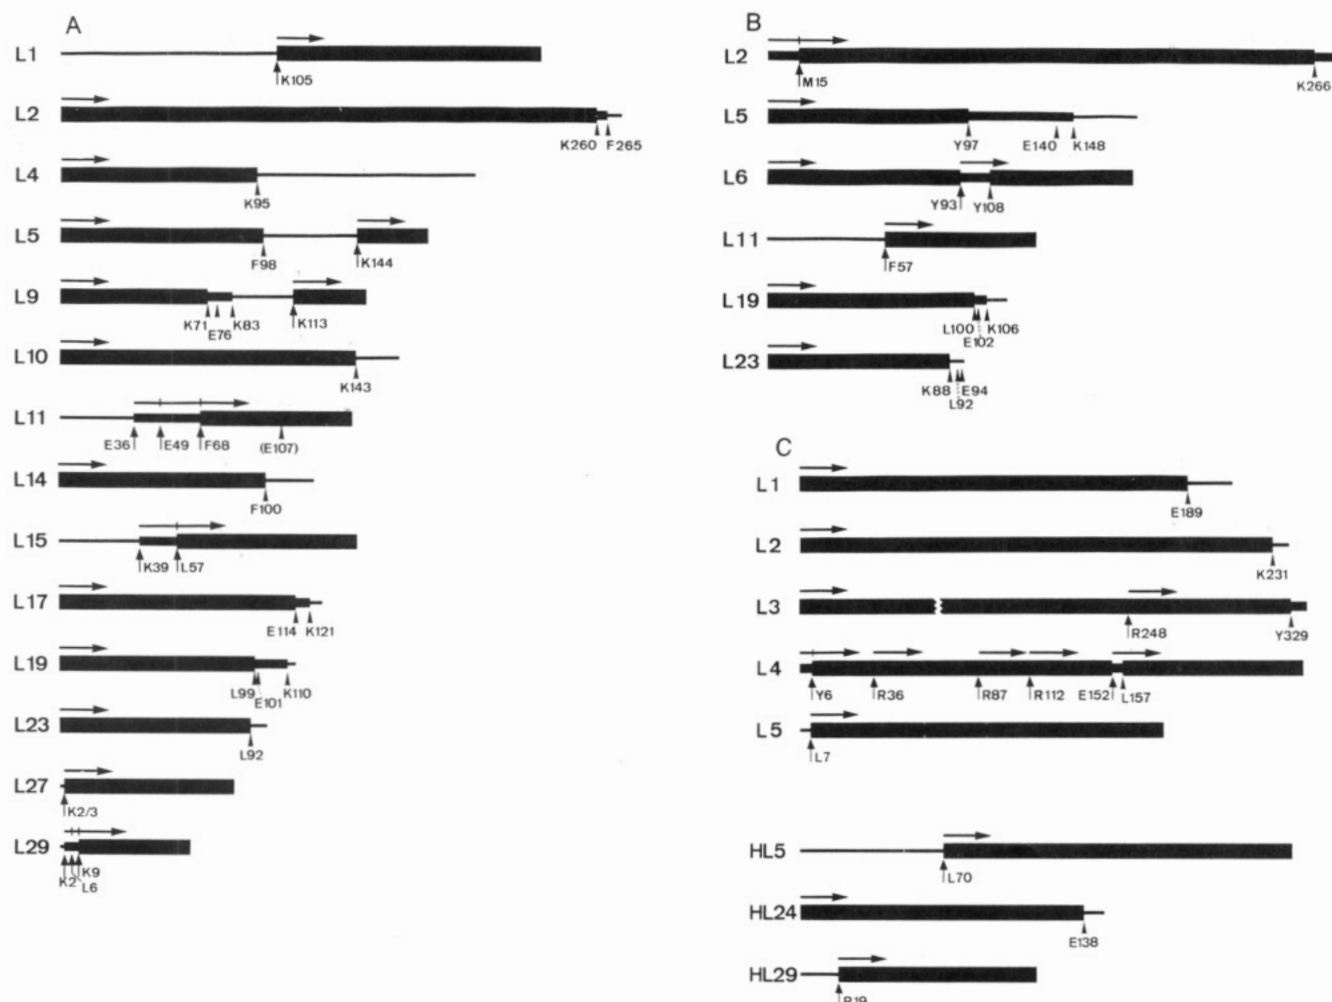 A
L1
K105
L2
K260 F265
L4
K95
L5
F98 K144
L9
K71 E76 K83 K113
L10
K143
L11
E36 E49 F68 (E107)
L14
F100
L15
K39 L57
L17
E114 K121
L19
L99 E101 K110
L23
L92
L27
K2/3
L29
K2 L6 K9
B
L2
M15 K266
L5
Y97 E140 K148
L6
Y93 Y108
L11
F57
L19
L100 E102 K106
L23
K88 L92 E94
C
L1
E189
L2
K231
L3
R248 Y329
L4
Y6 R36 R87 R112 E152 L157
L5
L7
HL5
L70
HL24
E138
HL29
R19